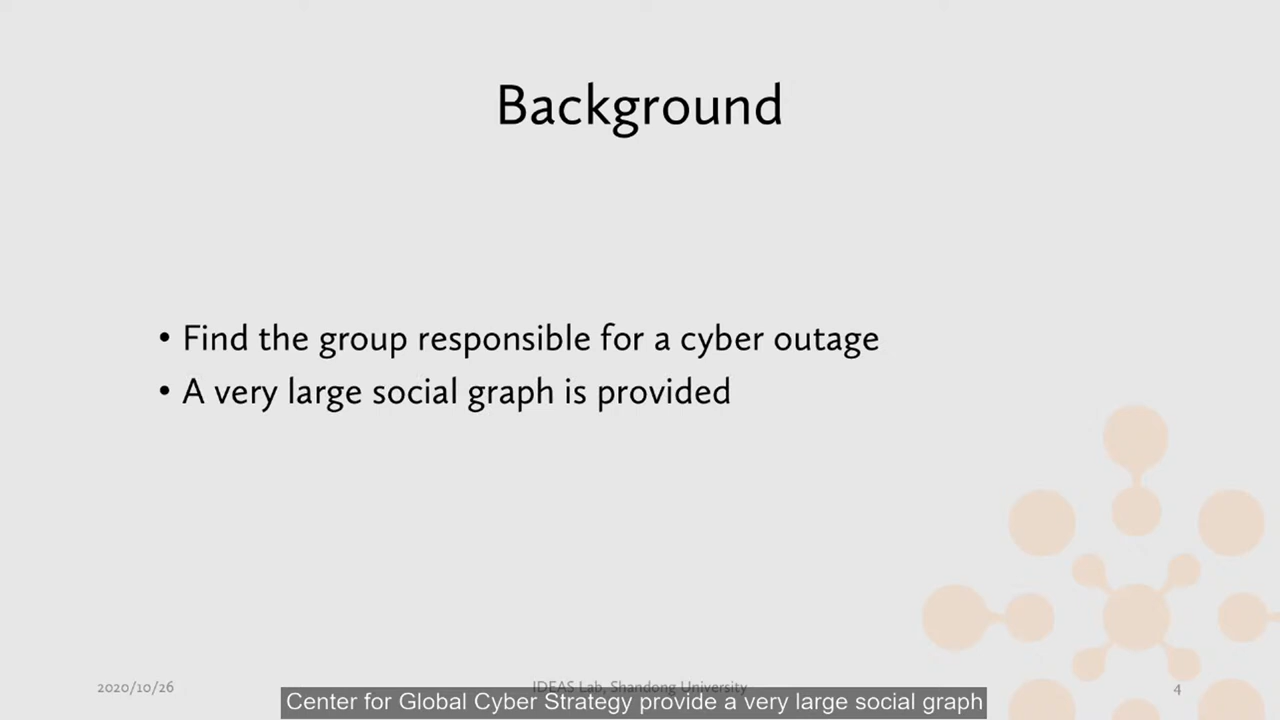 Background
• Find the group responsible for a cyber outage
• A very large social graph is provided
2020/10/26
IDEAS Lab, Shandong University
4
Center for Global Cyber Strategy provide a very large social graph